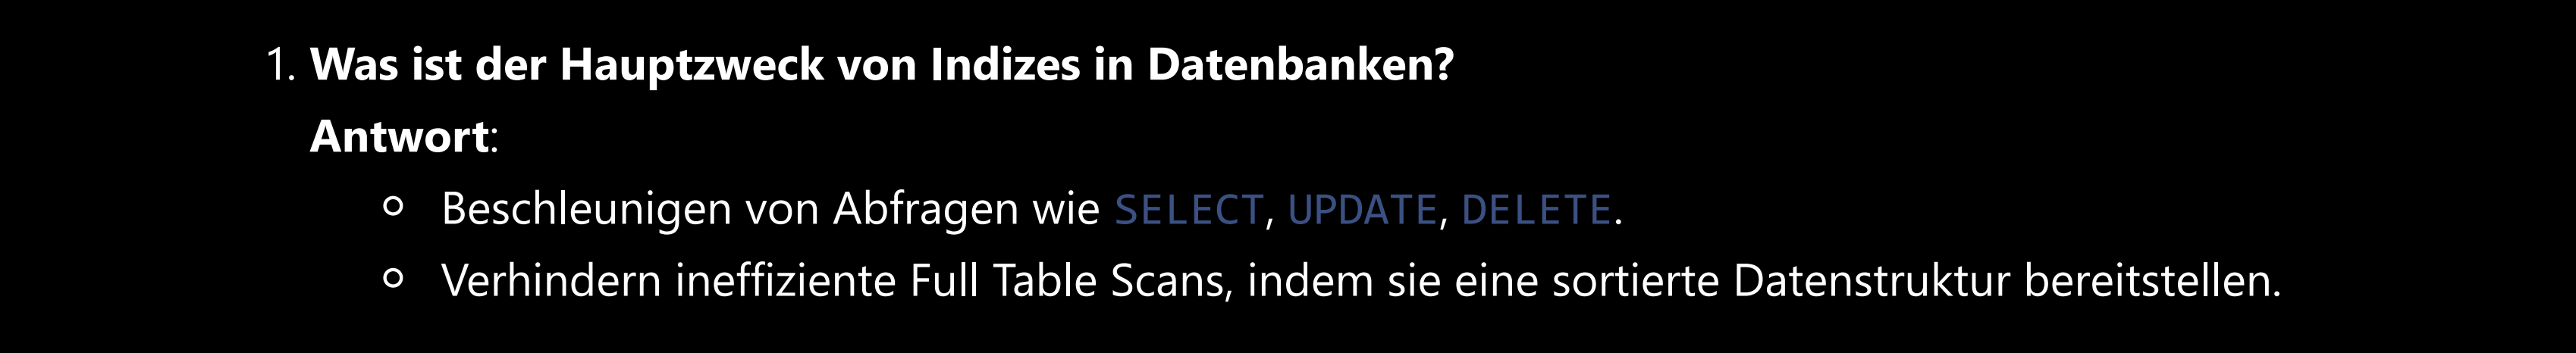 1. Was ist der Hauptzweck von Indizes in Datenbanken?
Antwort:
○ Beschleunigen von Abfragen wie SELECT, UPDATE, DELETE.
○ Verhindern ineffiziente Full Table Scans, indem sie eine sortierte Datenstruktur bereitstellen.